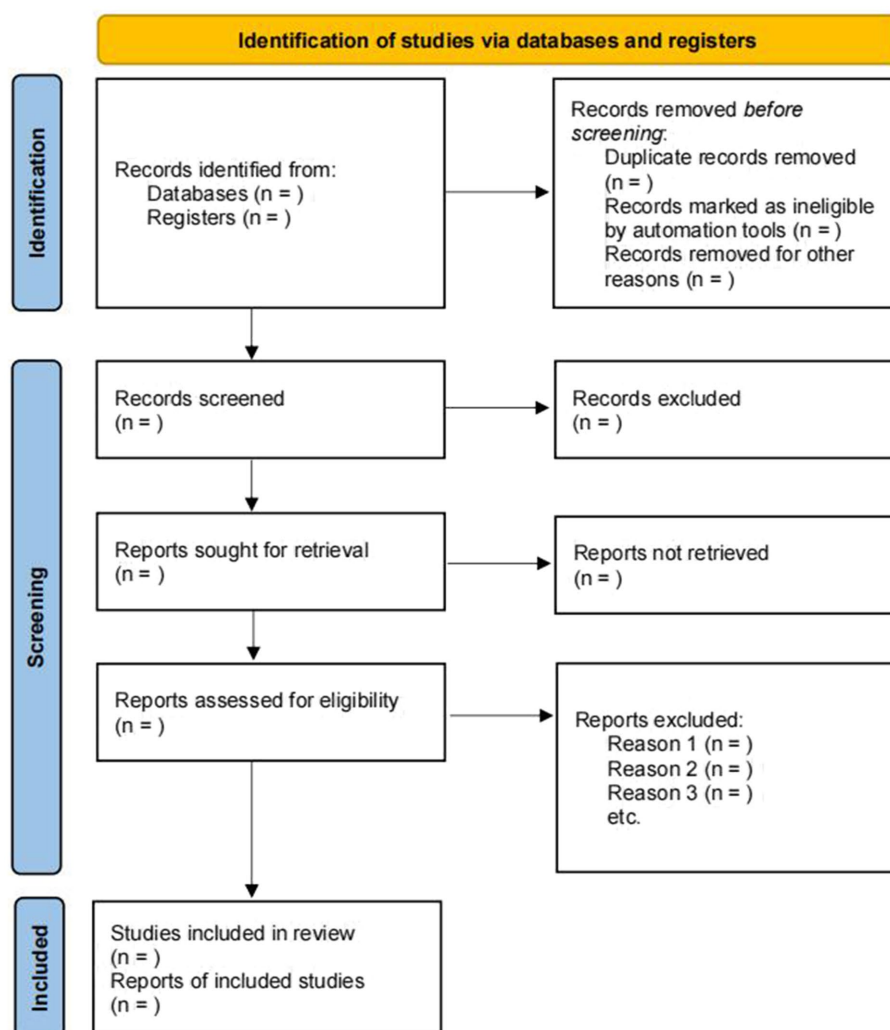 Identification of studies via databases and registers
Identification
Records identified from:
Databases (n = )
Registers (n = )
Records removed before
screening:
Duplicate records removed
(n = )
Records marked as ineligible
by automation tools (n = )
Records removed for other
reasons (n = )
Screening
Records screened
(n = )
Records excluded
(n = )
Reports sought for retrieval
(n = )
Reports not retrieved
(n = )
Reports assessed for eligibility
(n = )
Reports excluded:
Reason 1 (n = )
Reason 2 (n = )
Reason 3 (n = )
etc.
Included
Studies included in review
(n = )
Reports of included studies
(n = )